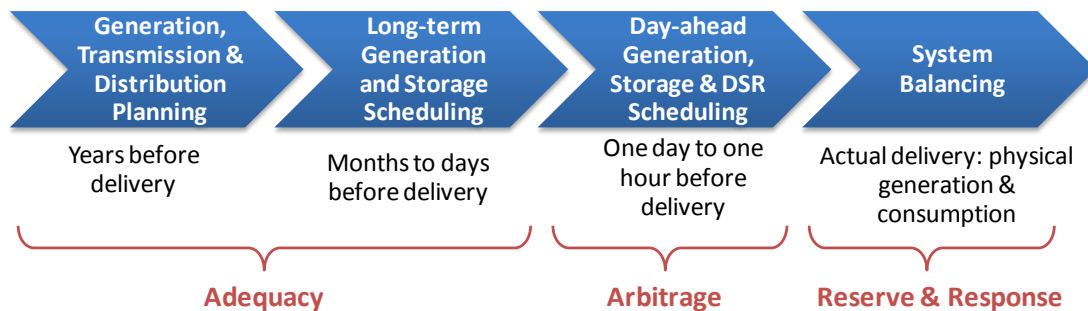 Generation,
Transmission &
Distribution
Planning
Long-term
Generation
and Storage
Scheduling
Day-ahead
Generation,
Storage & DSR
Scheduling
System
Balancing
Years before
delivery
Months to days
before delivery
One day to one
hour before
delivery
Actual delivery: physical
generation &
consumption
Adequacy
Arbitrage
Reserve & Response